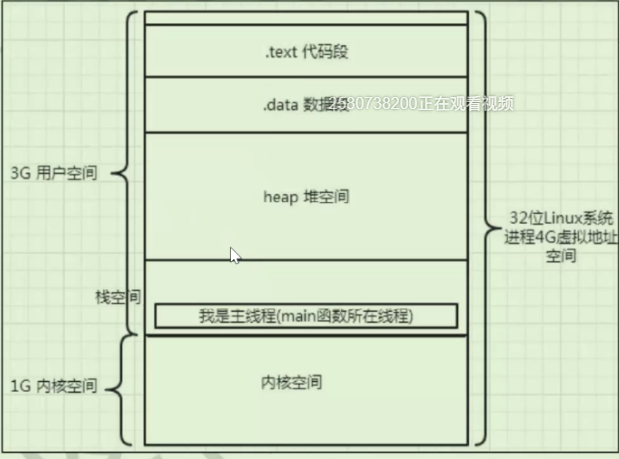 .text 代码段
.data 数据段
2580738200正在观看视频
3G 用户空间
heap 堆空间
32位Linux系统
进程4G虚拟地址
空间
栈空间
我是主线程(main函数所在线程)
1G 内核空间
内核空间